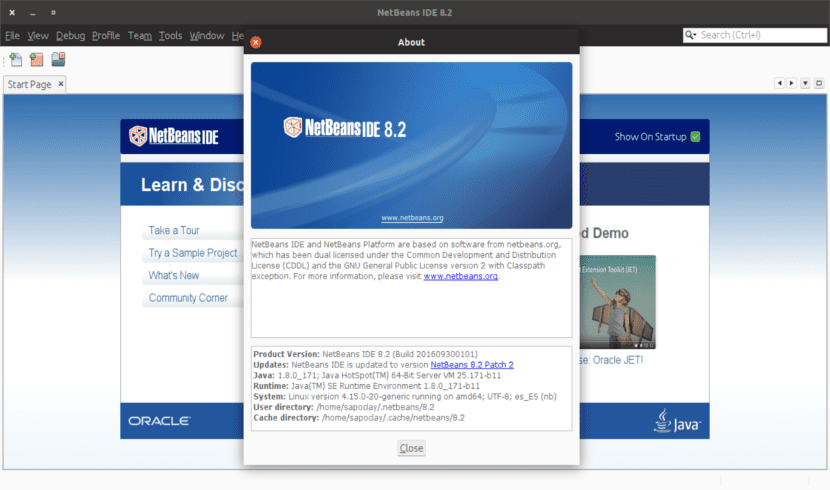 NetBeans IDE 8.2
File View Debug Profile Team Tools Window He
Search (Ctrl+I)
About
Start Page
NetBeans IDE
Show On Startup
NetBeans IDE 8.2
www.netbeans.org
Learn & Disc
d Demo
Take a Tour
Try a Sample Project
What's New
Community Corner
Extension Toolkit (JET)
se: Oracle JET!
NetBeans IDE and NetBeans Platform are based on software from netbeans.org,
which has been dual licensed under the Common Development and Distribution
License (CDDL) and the GNU General Public License version 2 with Classpath
exception. For more information, please visit www.netbeans.org.
Product Version: NetBeans IDE 8.2 (Build 201609300101)
Updates: NetBeans IDE is updated to version NetBeans 8.2 Patch 2
Java: 1.8.0_171; Java HotSpot(TM) 64-Bit Server VM 25.171-b11
Runtime: Java(TM) SE Runtime Environment 1.8.0_171-b11
System: Linux version 4.15.0-20-generic running on amd64; UTF-8; es_ES (nb)
User directory: /home/sapoclay/.netbeans/8.2
Cache directory: /home/sapoclay/.cache/netbeans/8.2
ORACLE
Java
Close